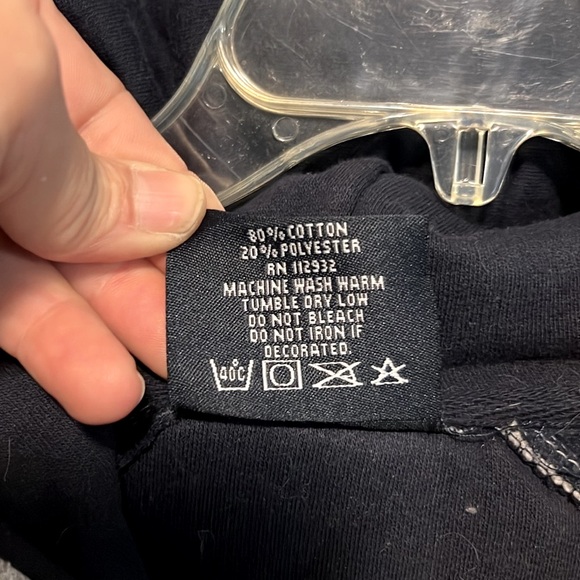 80% COTTON
20% POLYESTER
RN 112932
MACHINE WASH WARM
TUMBLE DRY LOW
DO NOT BLEACH
DO NOT IRON IF
DECORATED.
40°C